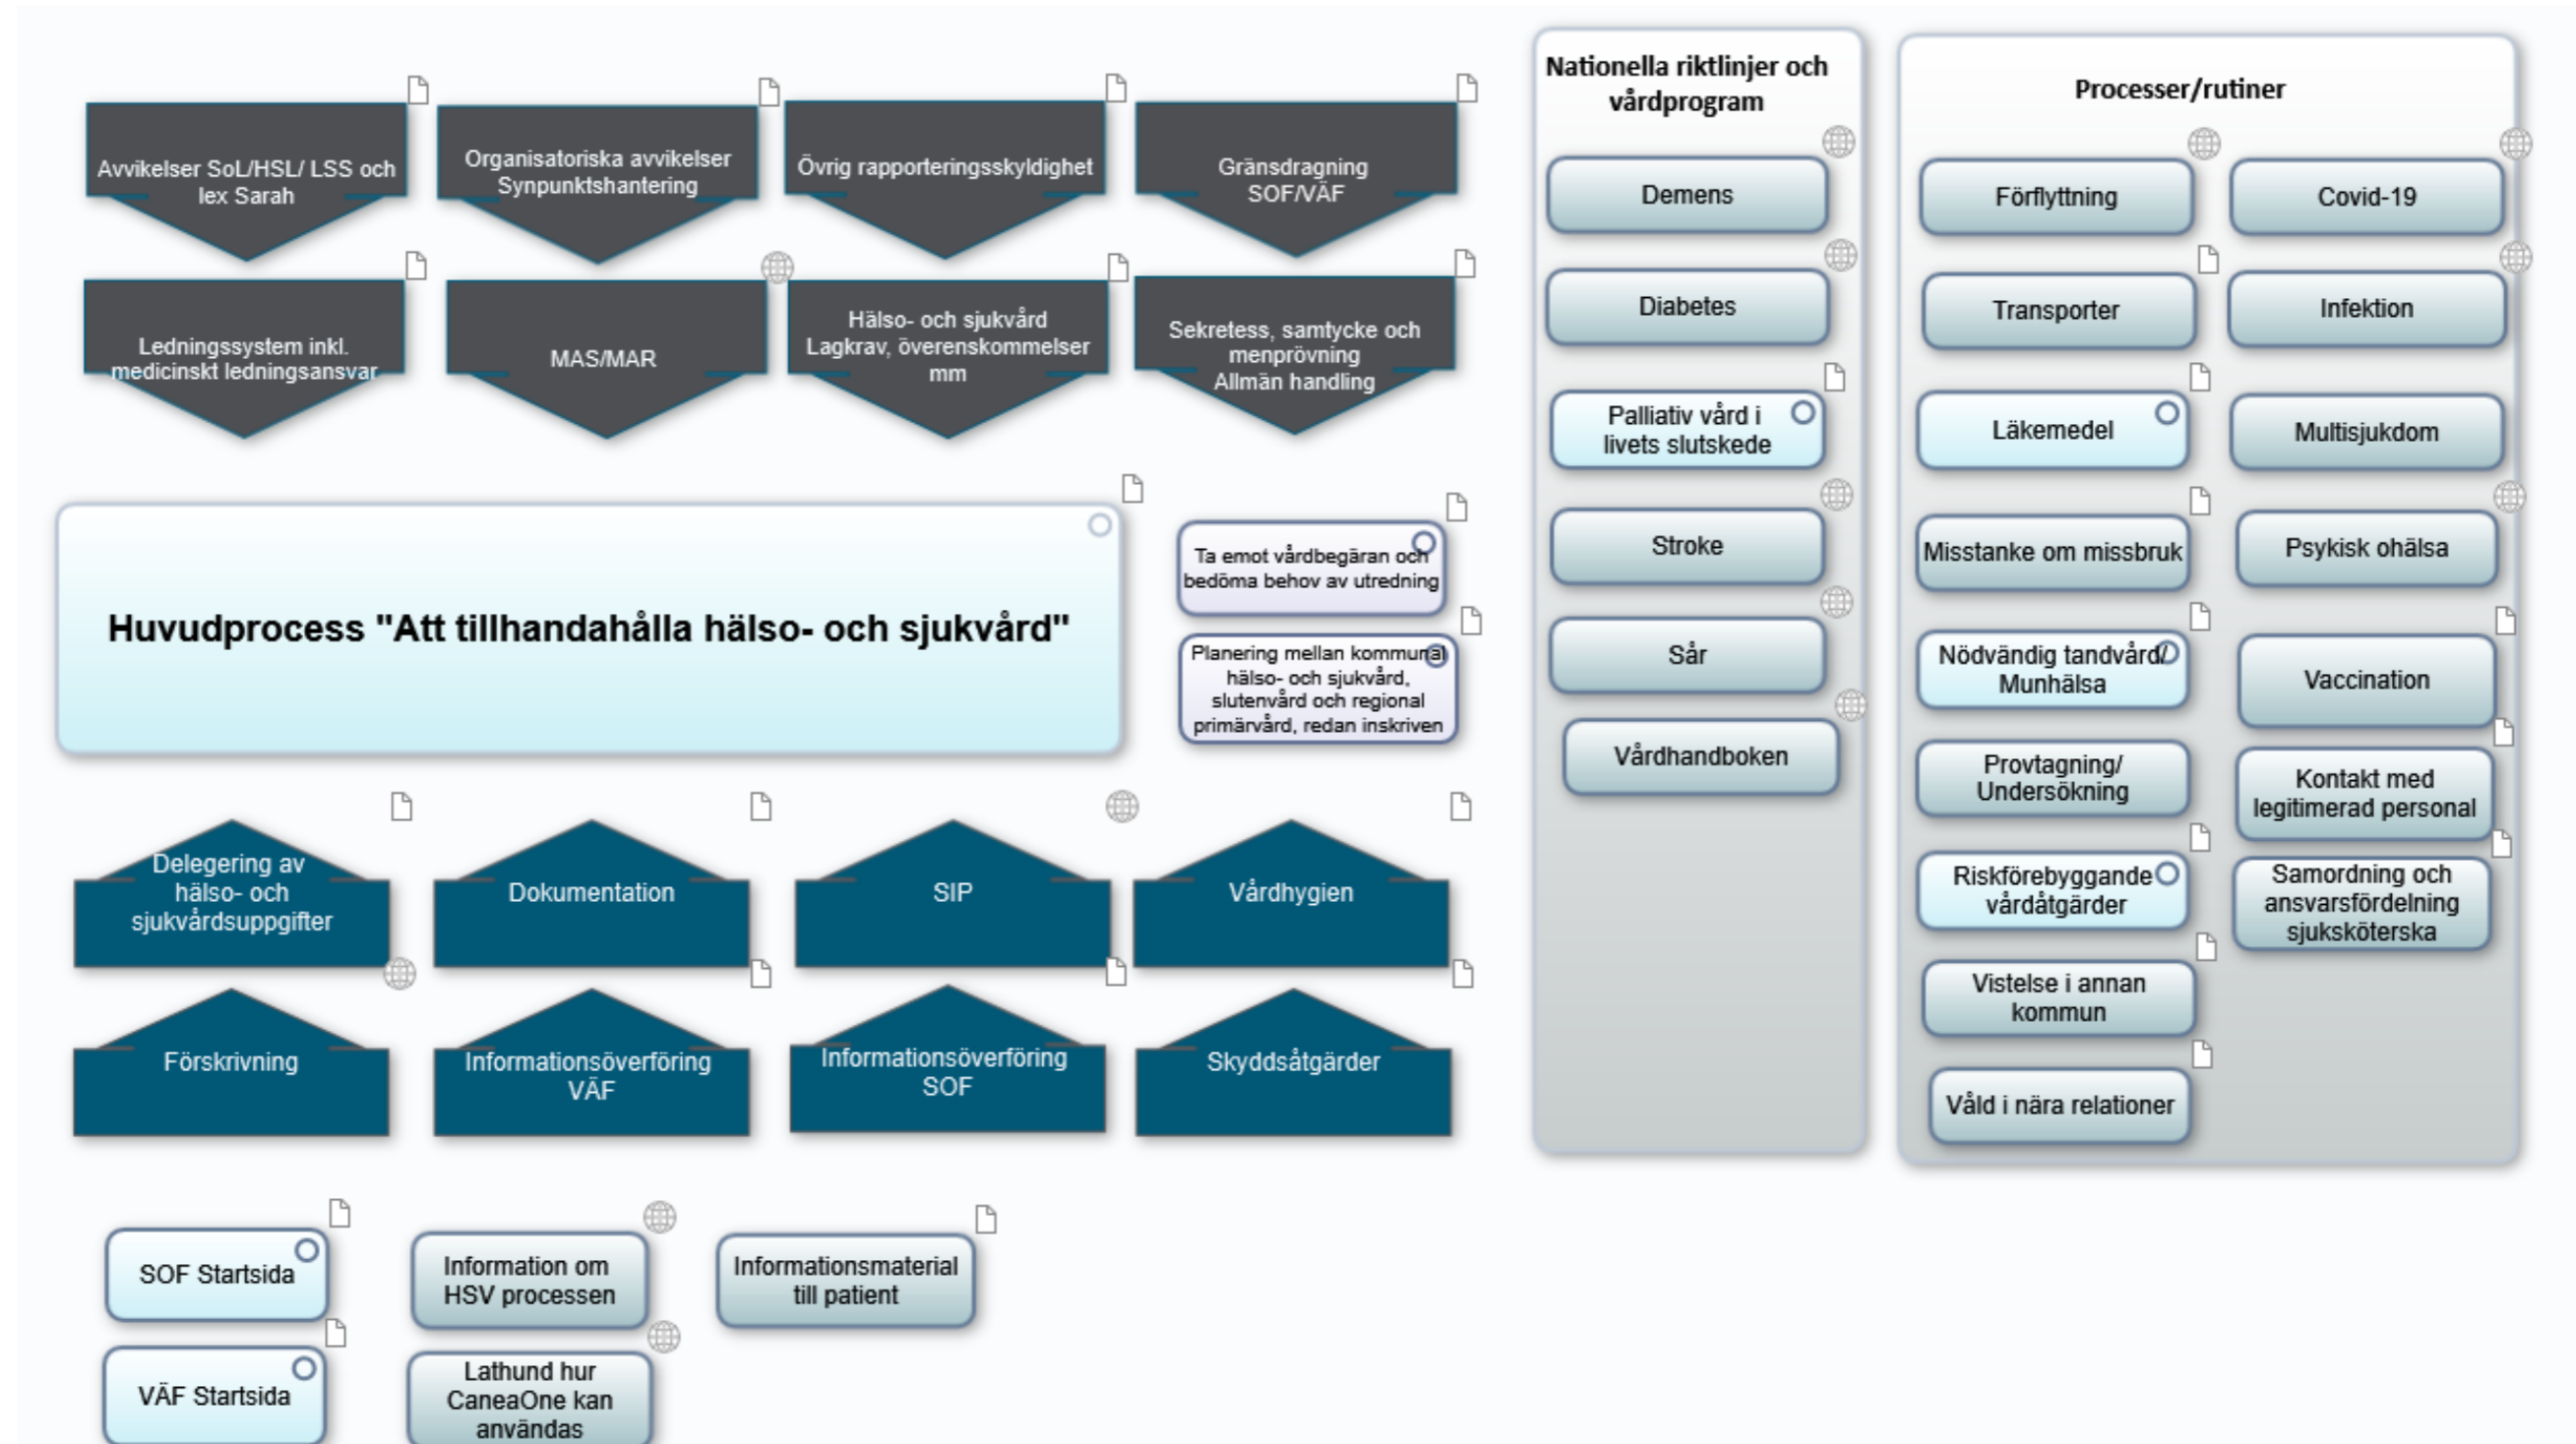 Avvikelser SoL/HSL/ LSS och
lex Sarah
Organisatoriska avvikelser
Synpunktshantering
Övrig rapporteringsskyldighet
Gränsdragning
SOF/VÄF
Ledningssystem inkl.
medicinskt ledningsansvar
MAS/MAR
Hälso- och sjukvård
Lagkrav, överenskommelser
mm
Sekretess, samtycke och
menprövning
Allmän handling
Huvudprocess "Att tillhandahålla hälso- och sjukvård"
Ta emot vårdbegäran och
bedöma behov av utredning
Planering mellan kommunal
hälso- och sjukvård,
slutenvård och regional
primärvård, redan inskriven
Delegering av
hälso- och
sjukvårdsuppgifter
Dokumentation
SIP
Vårdhygien
Förskrivning
Informationsöverföring
VÄF
Informationsöverföring
SOF
Skyddsåtgärder
SOF Startsida
Information om
HSV processen
Informationsmaterial
till patient
VÄF Startsida
Lathund hur
CaneaOne kan
användas
Nationella riktlinjer och
vårdprogram
Demens
Diabetes
Palliativ vård i
livets slutskede
Stroke
Sår
Vårdhandboken
Processer/rutiner
Förflyttning
Covid-19
Transporter
Infektion
Läkemedel
Multisjukdom
Misstanke om missbruk
Psykisk ohälsa
Nödvändig tandvård/
Munhälsa
Vaccination
Provtagning/
Undersökning
Kontakt med
legitimerad personal
Riskförebyggande
vårdåtgärder
Samordning och
ansvarsfördelning
sjuksköterska
Vistelse i annan
kommun
Våld i nära relationer